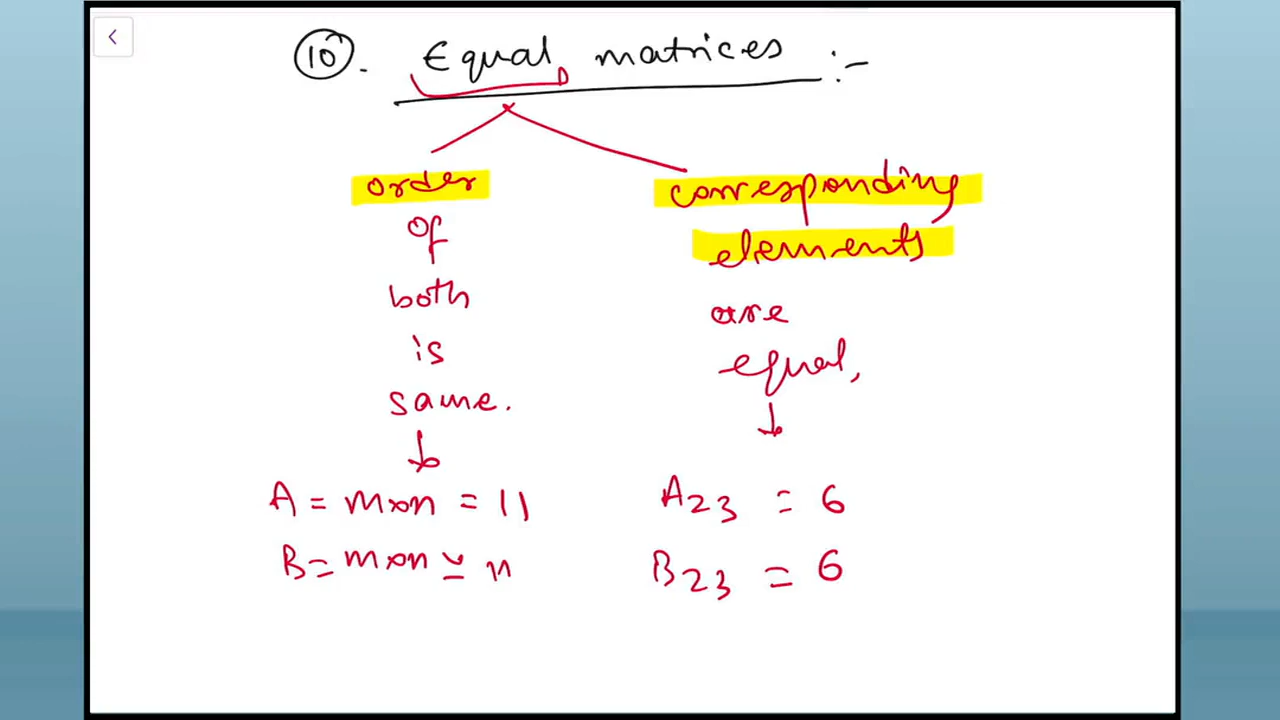 10. Equal matrices :-
order
of
both
is
same.
↓
A = m×n = 11
B = m×n = 11
corresponding
elements
are
equal,
↓
A23 = 6
B23 = 6